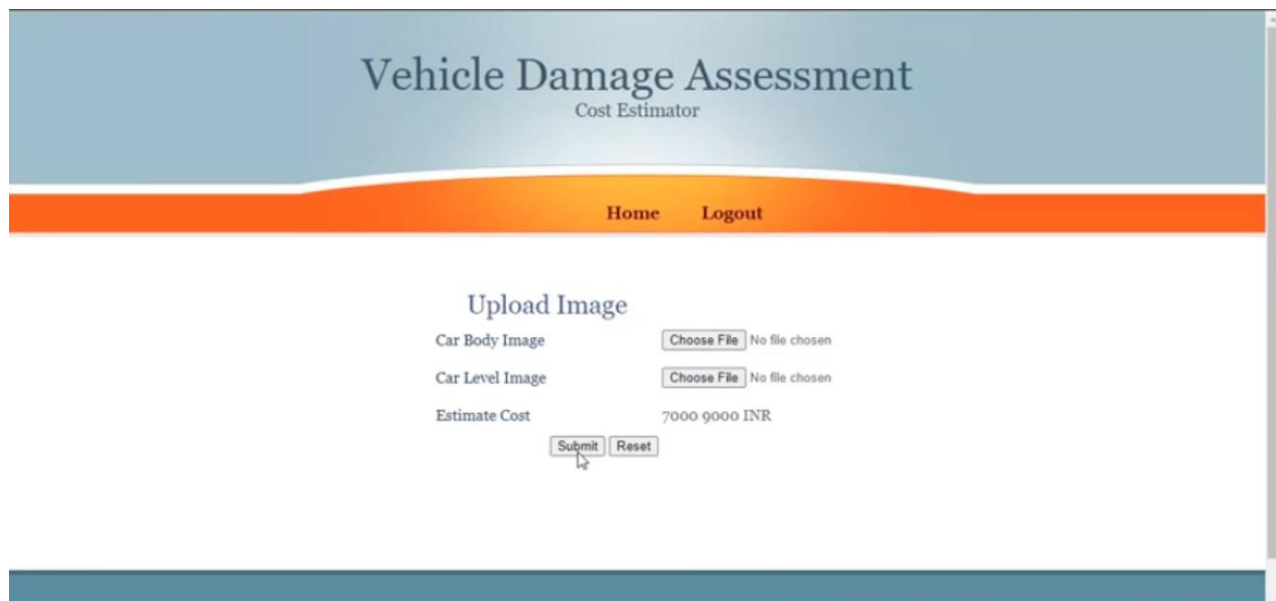 Vehicle Damage Assessment
Cost Estimator
Home Logout
Upload Image
Car Body Image Choose File No file chosen
Car Level Image Choose File No file chosen
Estimate Cost 7000 9000 INR
Submit Reset